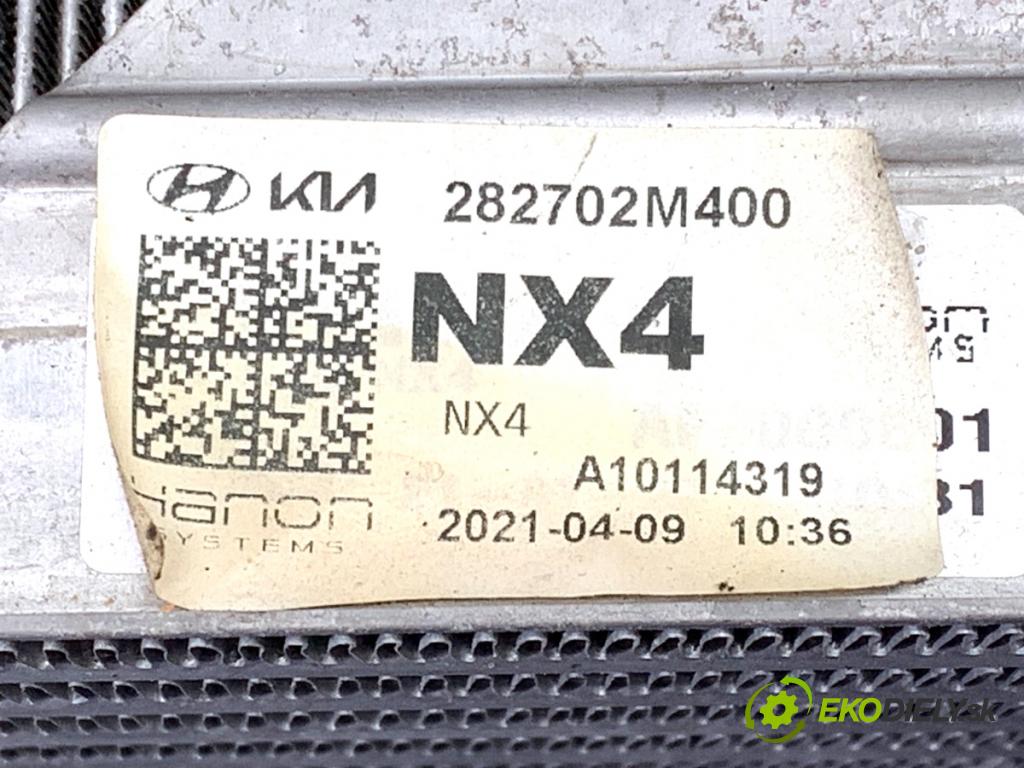 KIA 282702M400
NX4
NX4
A10114319
hanon
SYSTEMS
2021-04-09 10:36
01
31
EKODIELY.sk